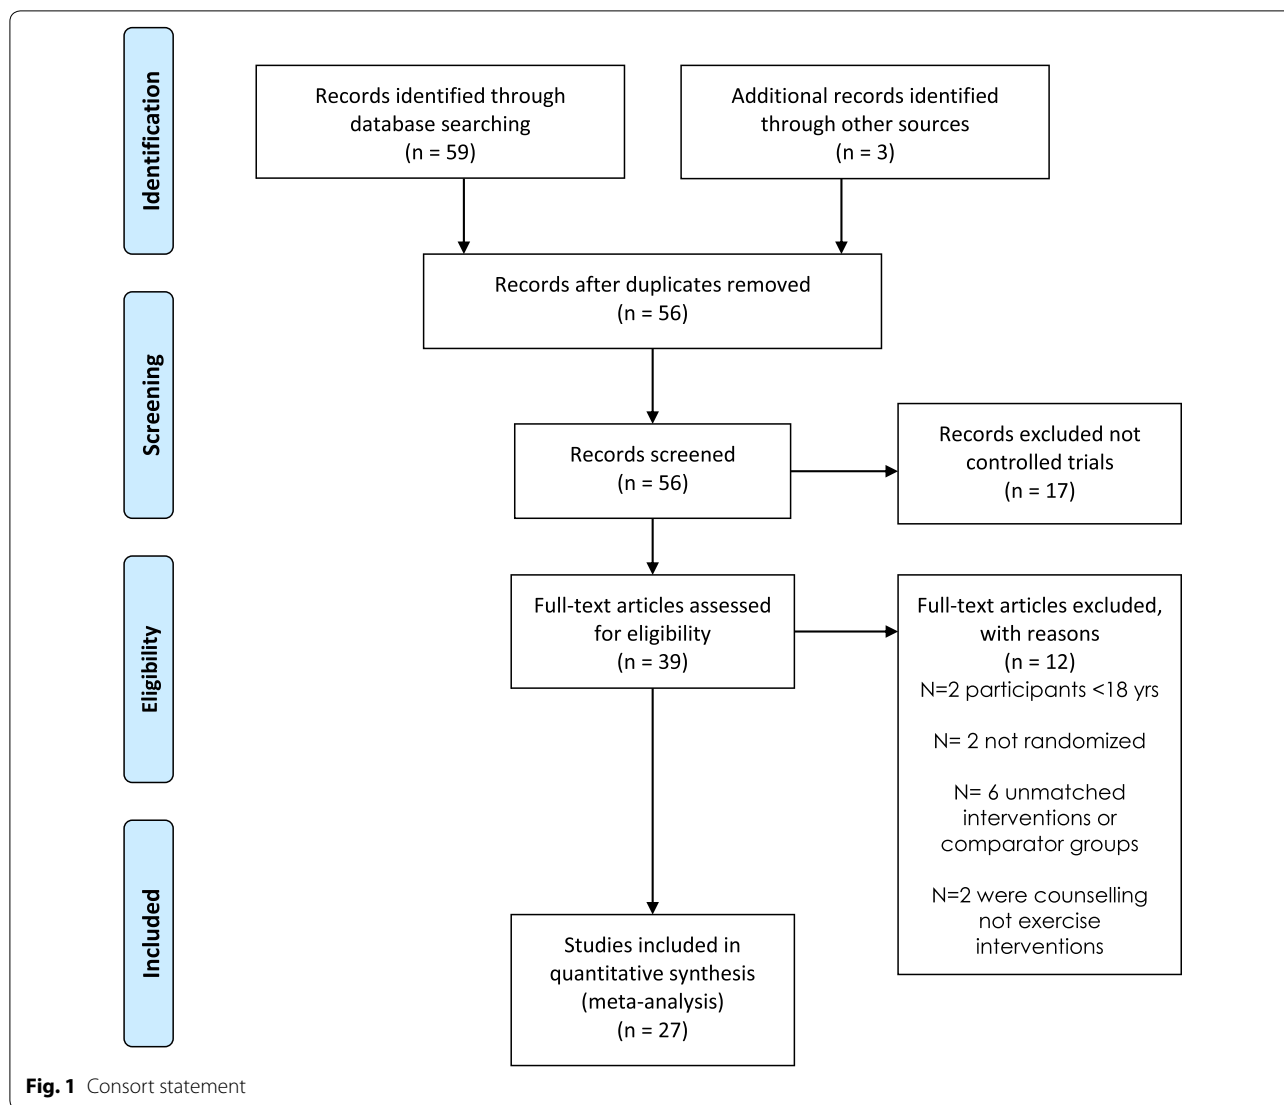 Identification
Records identified through
database searching
(n = 59)
Additional records identified
through other sources
(n = 3)
Records after duplicates removed
(n = 56)
Screening
Records screened
(n = 56)
Records excluded not
controlled trials
(n = 17)
Eligibility
Full-text articles assessed
for eligibility
(n = 39)
Full-text articles excluded,
with reasons
(n = 12)
N=2 participants <18 yrs
N= 2 not randomized
N= 6 unmatched
interventions or
comparator groups
N=2 were counselling
not exercise
interventions
Included
Studies included in
quantitative synthesis
(meta-analysis)
(n = 27)
Fig. 1 Consort statement